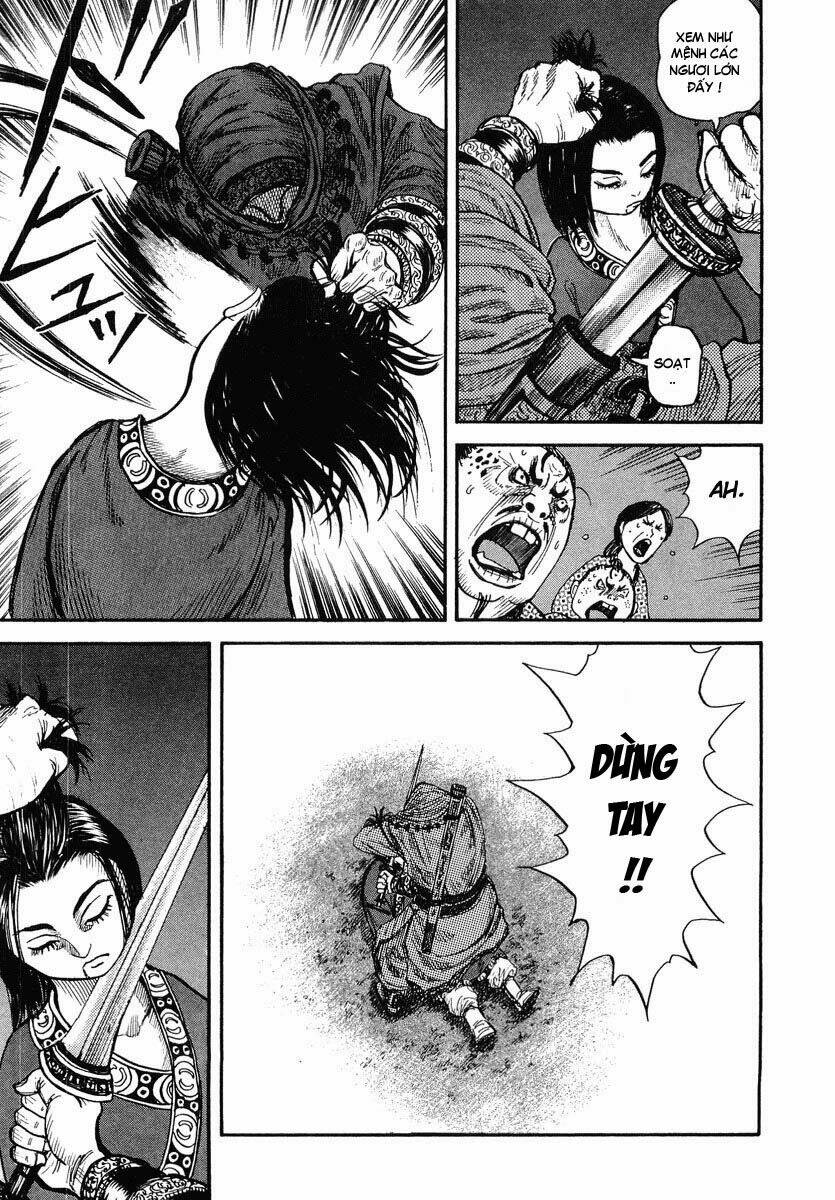 XEM NHƯ
MỆNH CÁC
NGƯƠI LỚN
ĐẤY !
SOẠT
..
AH.
DỪNG
TAY
!!